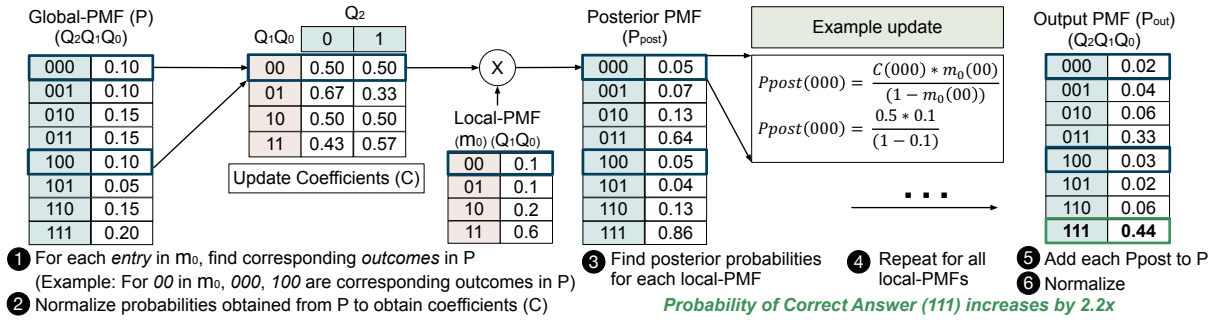 Global-PMF (P)
(Q₂Q₁Q₀)
000 0.10
001 0.10
010 0.15
011 0.15
100 0.10
101 0.05
110 0.15
111 0.20
Q₂
Q₁Q₀ 0 1
00 0.50 0.50
01 0.67 0.33
10 0.50 0.50
11 0.43 0.57
Update Coefficients (C)
X
Local-PMF
(m₀) (Q₁Q₀)
00 0.1
01 0.1
10 0.2
11 0.6
Posterior PMF
(Ppost)
000 0.05
001 0.07
010 0.13
011 0.64
100 0.05
101 0.04
110 0.13
111 0.86
Example update
Ppost(000) = C(000) * m₀(00) / (1 − m₀(00))
Ppost(000) = 0.5 * 0.1 / (1 − 0.1)
...
Output PMF (Pout)
(Q₂Q₁Q₀)
000 0.02
001 0.04
010 0.06
011 0.33
100 0.03
101 0.02
110 0.06
111 0.44
1 For each entry in m₀, find corresponding outcomes in P
(Example: For 00 in m₀, 000, 100 are corresponding outcomes in P)
2 Normalize probabilities obtained from P to obtain coefficients (C)
3 Find posterior probabilities
for each local-PMF
4 Repeat for all
local-PMFs
5 Add each Ppost to P
6 Normalize
Probability of Correct Answer (111) increases by 2.2x